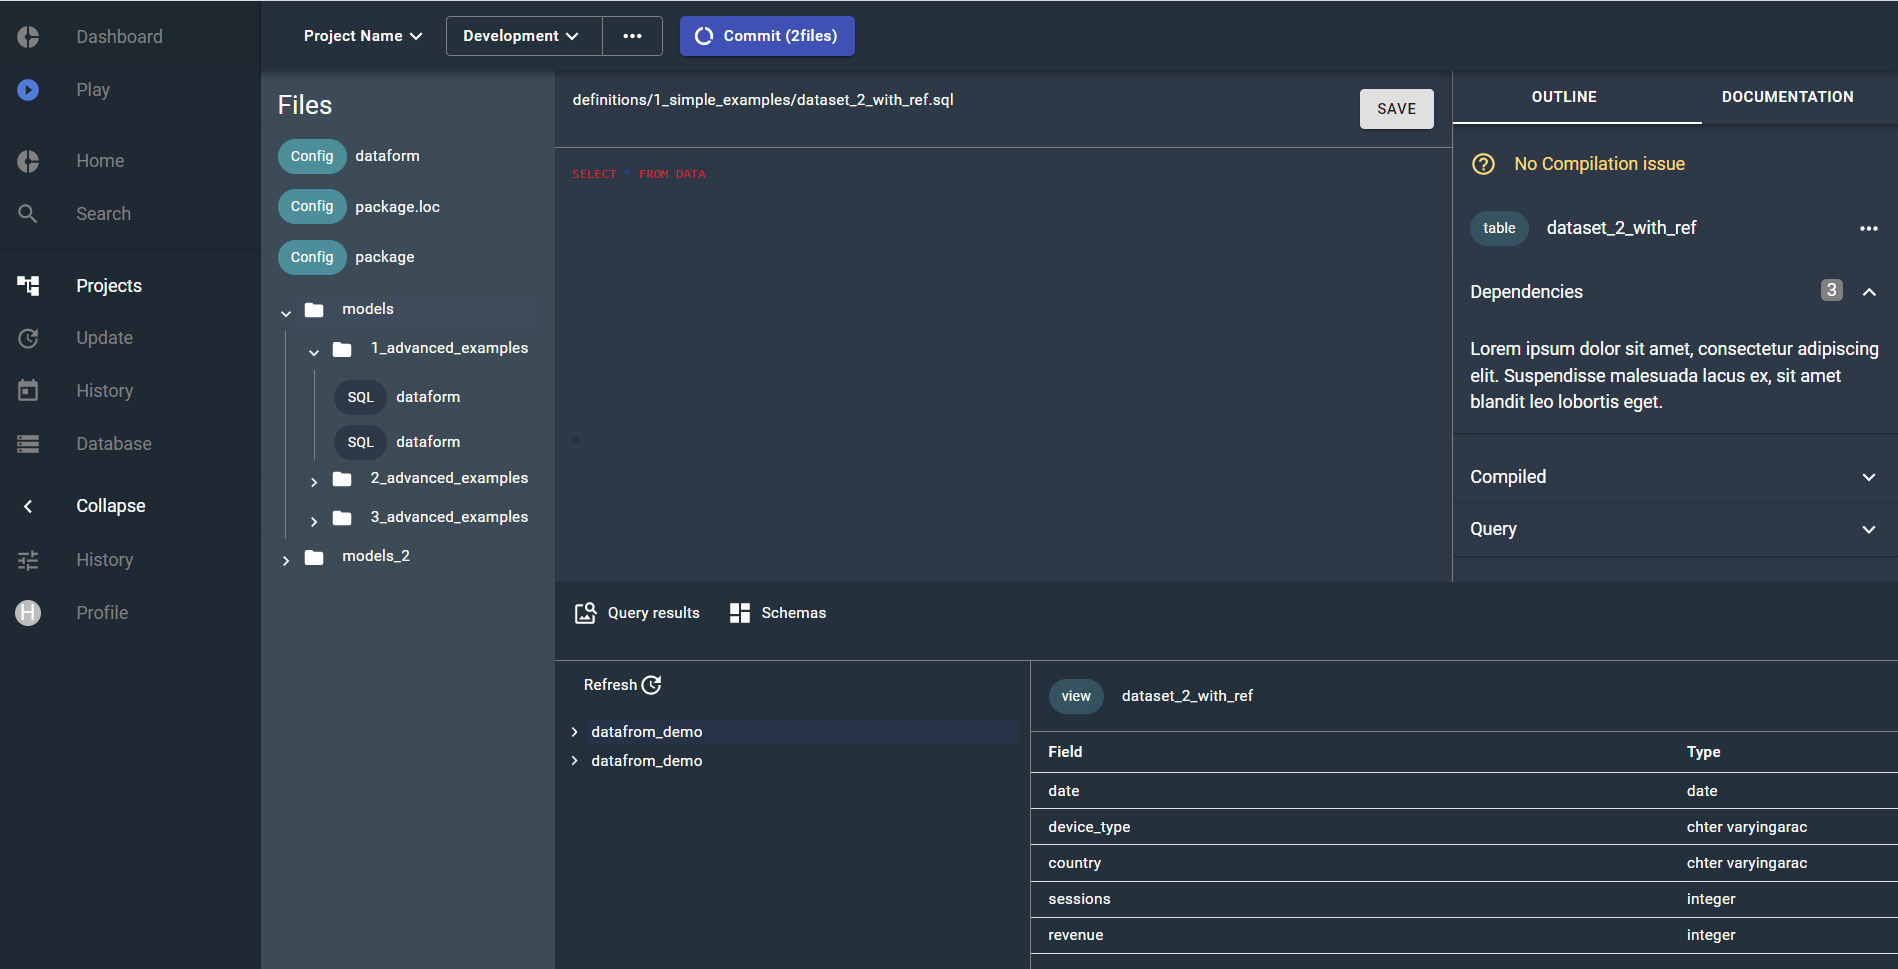 Dashboard
Play
Home
Search
Projects
Update
History
Database
Collapse
History
H Profile
Project Name
Development
Commit (2files)
Files
Config dataform
Config package.loc
Config package
models
1_advanced_examples
SQL dataform
SQL dataform
2_advanced_examples
3_advanced_examples
models_2
definitions/1_simple_examples/dataset_2_with_ref.sql
SAVE
SELECT * FROM DATA
OUTLINE DOCUMENTATION
No Compilation issue
table dataset_2_with_ref
Dependencies 3
Lorem ipsum dolor sit amet, consectetur adipiscing
elit. Suspendisse malesuada lacus ex, sit amet
blandit leo lobortis eget.
Compiled
Query
Query results Schemas
Refresh
datafrom_demo
datafrom_demo
view dataset_2_with_ref
Field Type
date date
device_type chter varyingarac
country chter varyingarac
sessions integer
revenue integer